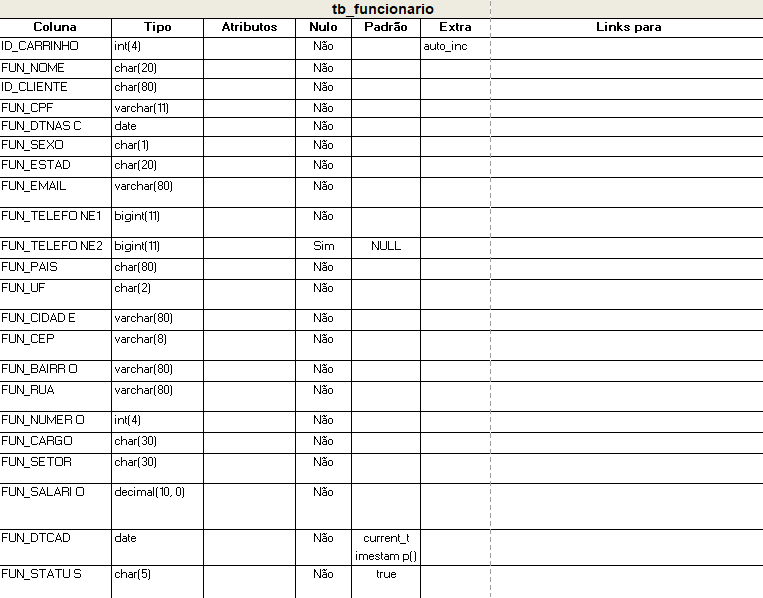 tb_funcionario
Coluna Tipo Atributos Nulo Padrão Extra Links para
ID_CARRINHO int(4) Não auto_inc
FUN_NOME char(20) Não
ID_CLIENTE char(80) Não
FUN_CPF varchar(11) Não
FUN_DTNAS C date Não
FUN_SEXO char(1) Não
FUN_ESTAD char(20) Não
FUN_EMAIL varchar(80) Não
FUN_TELEFO NE1 bigint(11) Não
FUN_TELEFO NE2 bigint(11) Sim NULL
FUN_PAIS char(80) Não
FUN_UF char(2) Não
FUN_CIDAD E varchar(80) Não
FUN_CEP varchar(8) Não
FUN_BAIRR O varchar(80) Não
FUN_RUA varchar(80) Não
FUN_NUMER O int(4) Não
FUN_CARGO char(30) Não
FUN_SETOR char(30) Não
FUN_SALARI O decimal(10, 0) Não
FUN_DTCAD date Não current_t
imestam p()
FUN_STATU S char(5) Não true